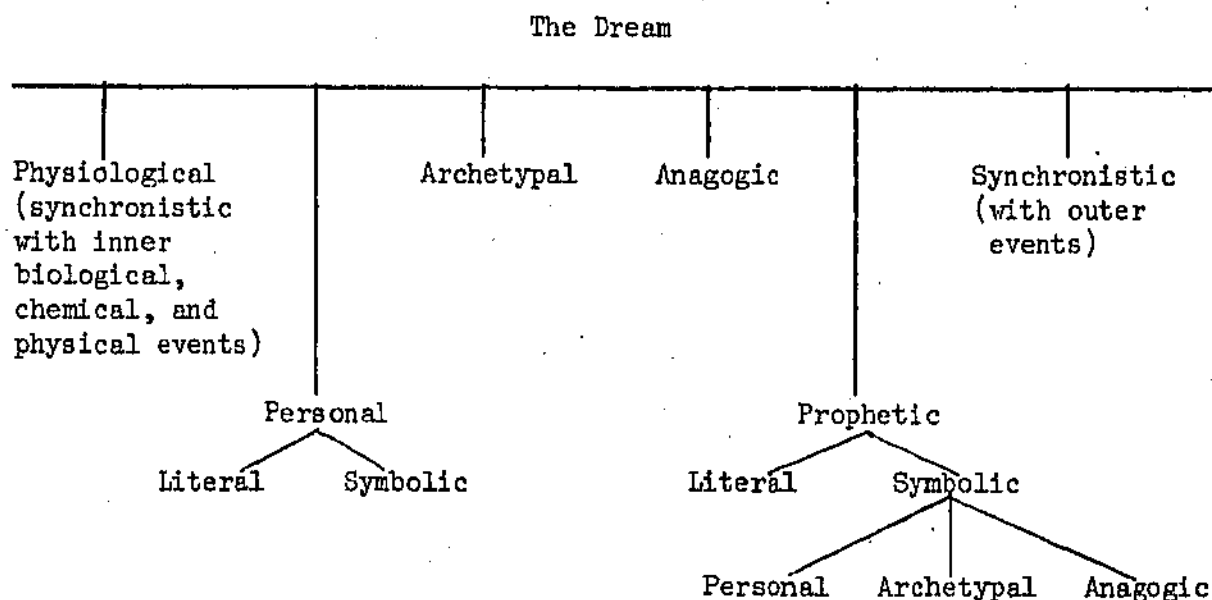 The Dream
Physiological
(synchronistic
with inner
biological,
chemical, and
physical events)
Archetypal
Anagogic
Synchronistic
(with outer
events)
Personal
Prophetic
Literal
Symbolic
Literal
Symbolic
Personal
Archetypal
Anagogic